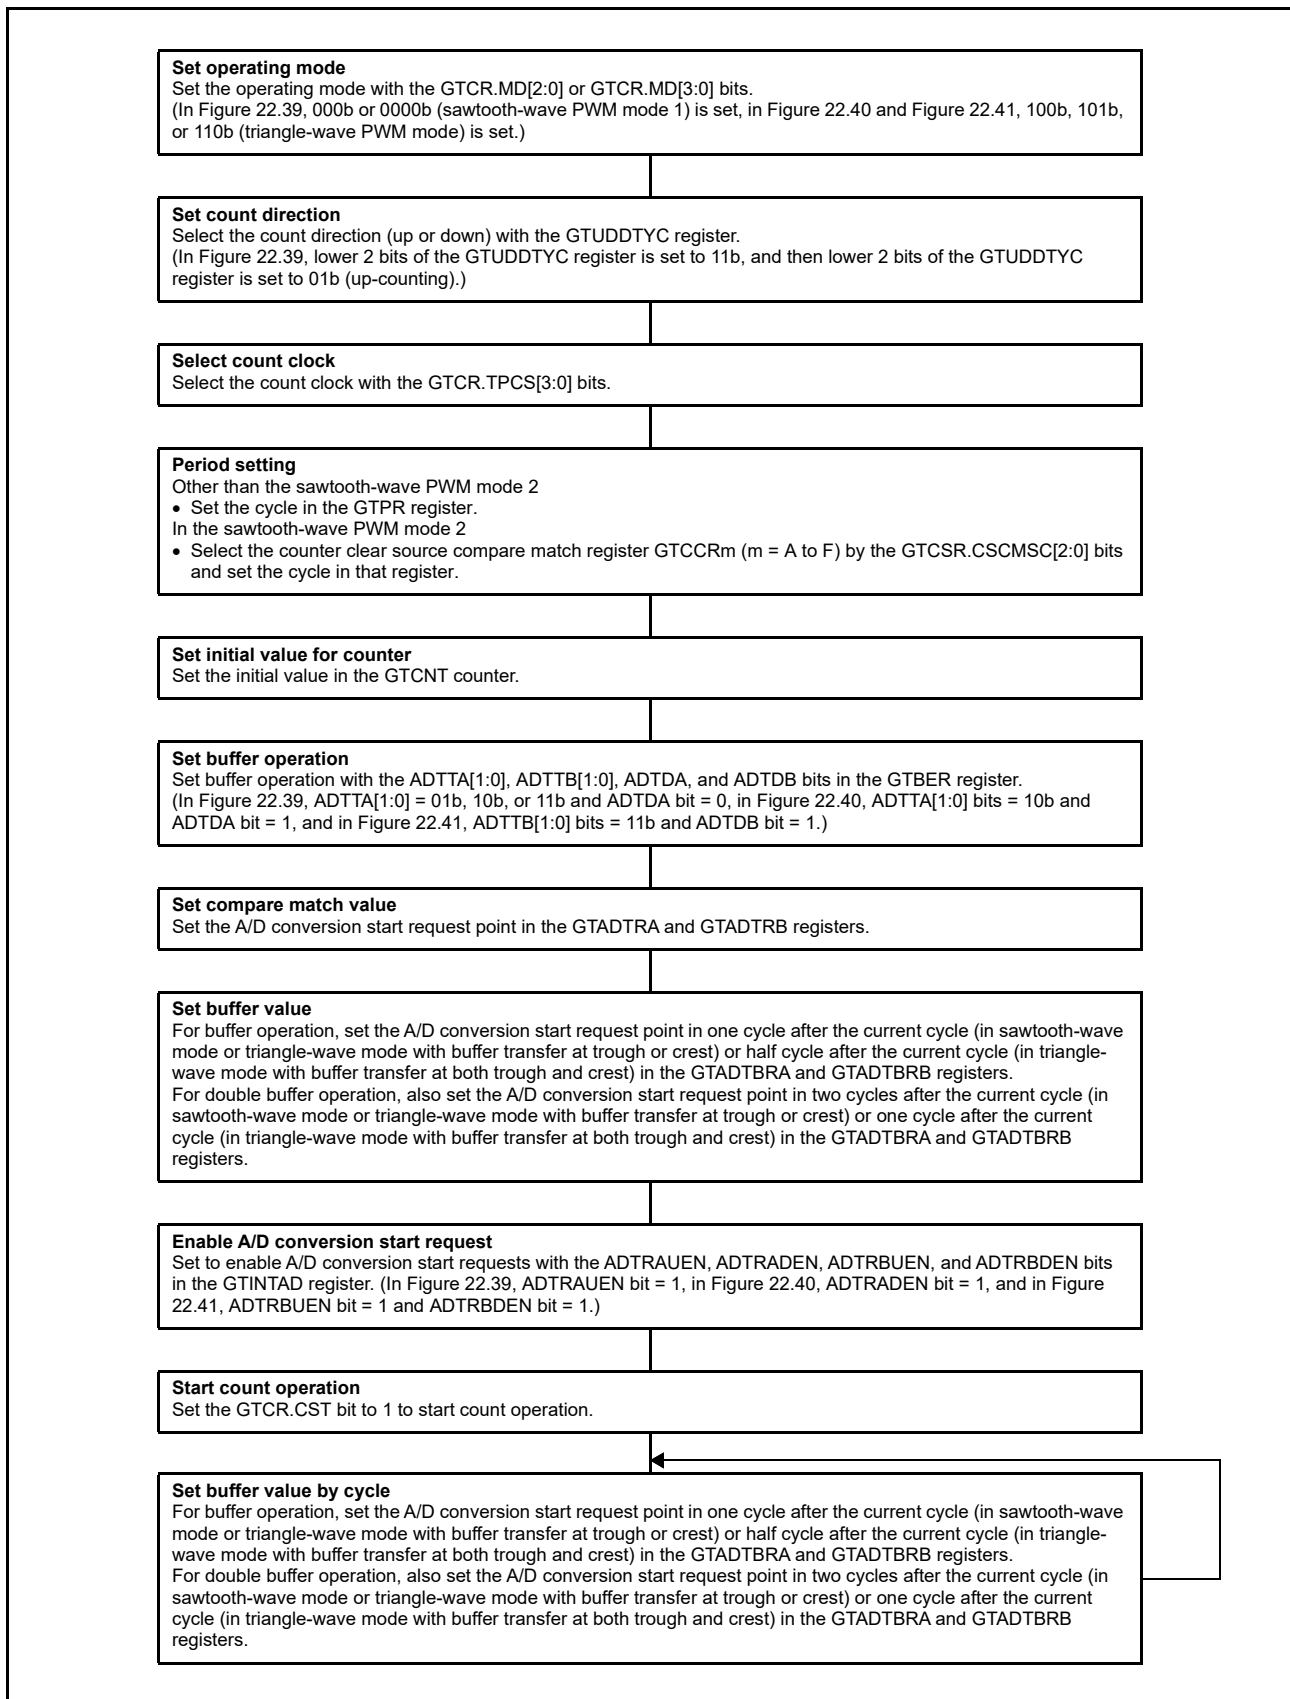 Set operating mode
Set the operating mode with the GTCR.MD[2:0] or GTCR.MD[3:0] bits.
(In Figure 22.39, 000b or 0000b (sawtooth-wave PWM mode 1) is set, in Figure 22.40 and Figure 22.41, 100b, 101b,
or 110b (triangle-wave PWM mode) is set.)
Set count direction
Select the count direction (up or down) with the GTUDDTYC register.
(In Figure 22.39, lower 2 bits of the GTUDDTYC register is set to 11b, and then lower 2 bits of the GTUDDTYC
register is set to 01b (up-counting).)
Select count clock
Select the count clock with the GTCR.TPCS[3:0] bits.
Period setting
Other than the sawtooth-wave PWM mode 2
• Set the cycle in the GTPR register.
In the sawtooth-wave PWM mode 2
• Select the counter clear source compare match register GTCCRm (m = A to F) by the GTCSR.CSCMSC[2:0] bits
and set the cycle in that register.
Set initial value for counter
Set the initial value in the GTCNT counter.
Set buffer operation
Set buffer operation with the ADTTA[1:0], ADTTB[1:0], ADTDA, and ADTDB bits in the GTBER register.
(In Figure 22.39, ADTTA[1:0] = 01b, 10b, or 11b and ADTDA bit = 0, in Figure 22.40, ADTTA[1:0] bits = 10b and
ADTDA bit = 1, and in Figure 22.41, ADTTB[1:0] bits = 11b and ADTDB bit = 1.)
Set compare match value
Set the A/D conversion start request point in the GTADTRA and GTADTRB registers.
Set buffer value
For buffer operation, set the A/D conversion start request point in one cycle after the current cycle (in sawtooth-wave
mode or triangle-wave mode with buffer transfer at trough or crest) or half cycle after the current cycle (in triangle-
wave mode with buffer transfer at both trough and crest) in the GTADTBRA and GTADTBRB registers.
For double buffer operation, also set the A/D conversion start request point in two cycles after the current cycle (in
sawtooth-wave mode or triangle-wave mode with buffer transfer at trough or crest) or one cycle after the current
cycle (in triangle-wave mode with buffer transfer at both trough and crest) in the GTADTBRA and GTADTBRB
registers.
Enable A/D conversion start request
Set to enable A/D conversion start requests with the ADTRAUEN, ADTRADEN, ADTRBUEN, and ADTRBDEN bits
in the GTINTAD register. (In Figure 22.39, ADTRAUEN bit = 1, in Figure 22.40, ADTRADEN bit = 1, and in Figure
22.41, ADTRBUEN bit = 1 and ADTRBDEN bit = 1.)
Start count operation
Set the GTCR.CST bit to 1 to start count operation.
Set buffer value by cycle
For buffer operation, set the A/D conversion start request point in one cycle after the current cycle (in sawtooth-wave
mode or triangle-wave mode with buffer transfer at trough or crest) or half cycle after the current cycle (in triangle-
wave mode with buffer transfer at both trough and crest) in the GTADTBRA and GTADTBRB registers.
For double buffer operation, also set the A/D conversion start request point in two cycles after the current cycle (in
sawtooth-wave mode or triangle-wave mode with buffer transfer at trough or crest) or one cycle after the current
cycle (in triangle-wave mode with buffer transfer at both trough and crest) in the GTADTBRA and GTADTBRB
registers.